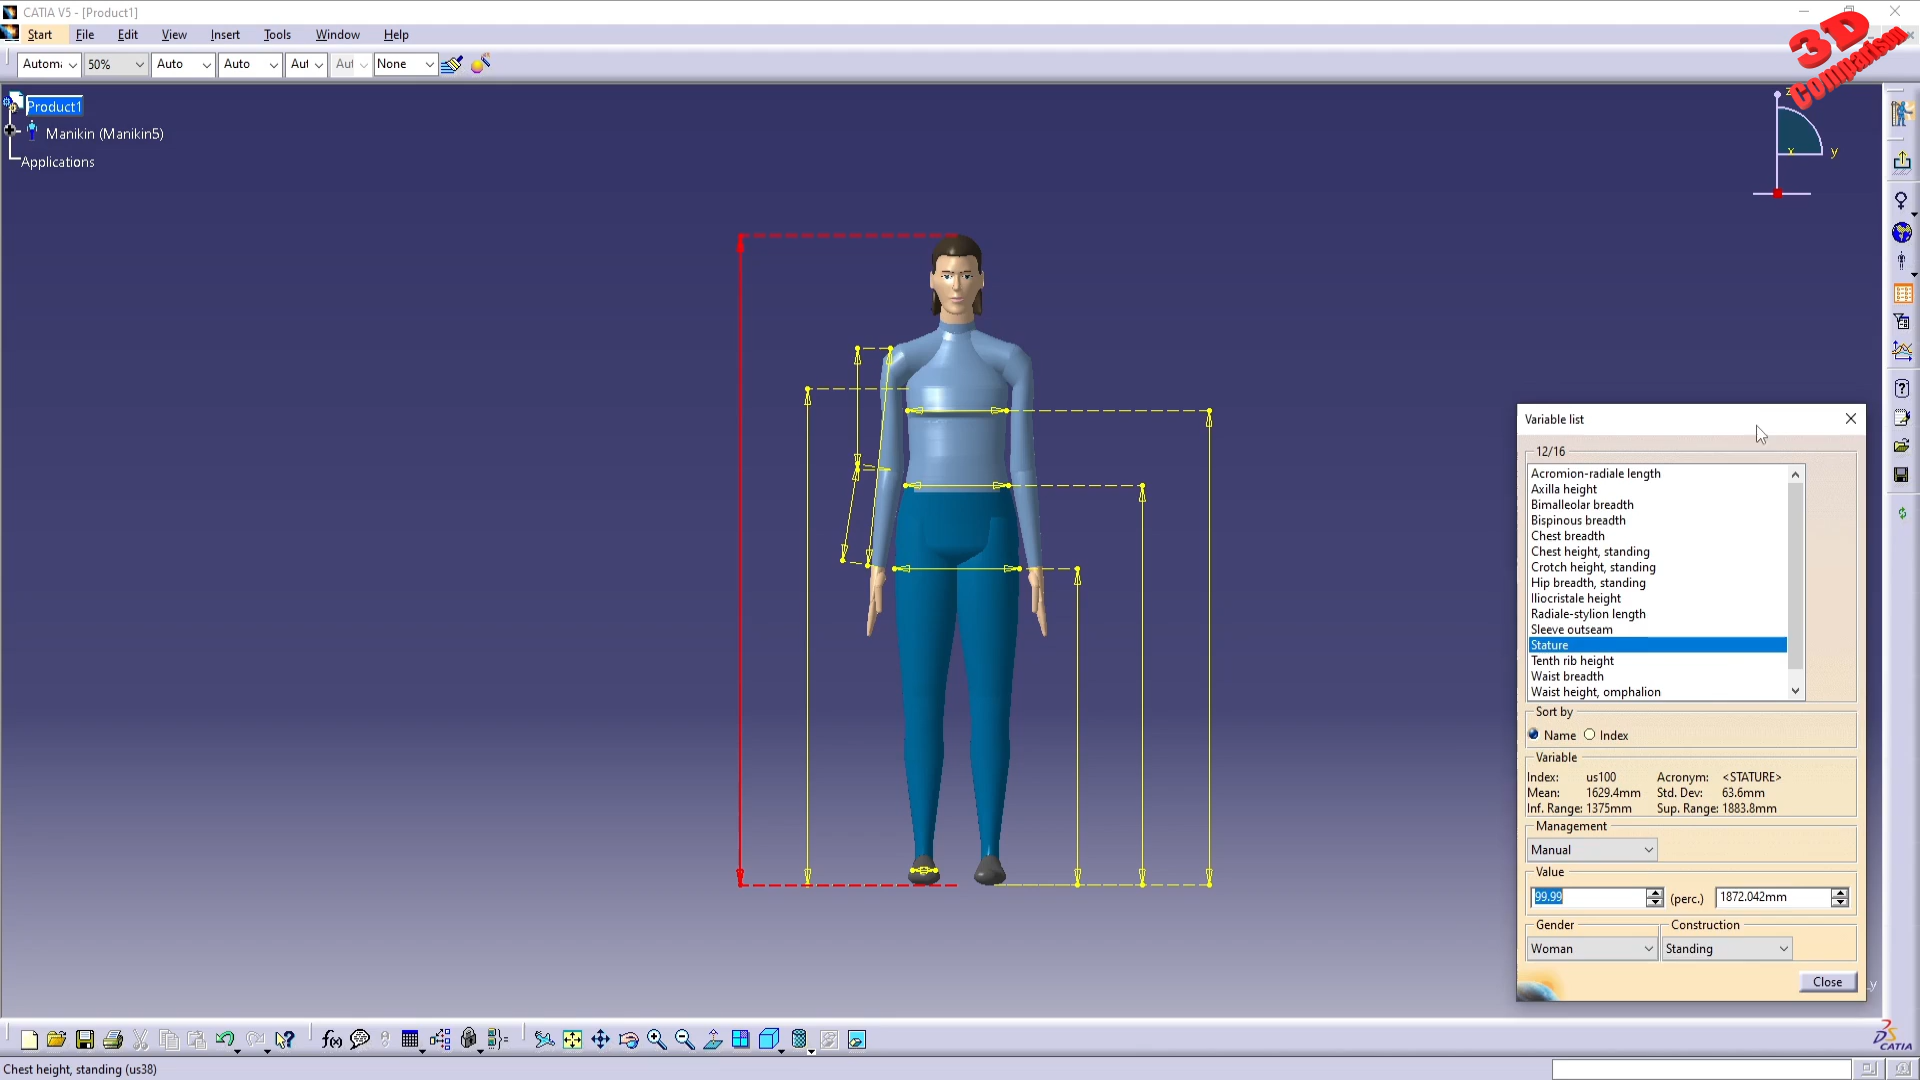 CATIA V5 - [Product1]
3D
Comparison
Start File Edit View Insert Tools Window Help
50% Auto Auto None
Product1
Manikin (Manikin5)
Applications
z
x y
Variable list
12/16
Acromion-radiale length
Axilla height
Bimalleolar breadth
Bispinous breadth
Chest breadth
Chest height, standing
Crotch height, standing
Hip breadth, standing
Iliocristale height
Radiale-stylion length
Sleeve outseam
Stature
Tenth rib height
Waist breadth
Waist height, omphalion
Sort by
Name Index
Variable
Index: us100 Acronym: <STATURE>
Mean: 1629.4mm Std. Dev: 63.6mm
Inf. Range: 1375mm Sup. Range: 1883.8mm
Management
Manual
Value
99.99 (perc.) 1872.042mm
Gender Construction
Woman Standing
Close
y
f(x)
CATIA
Chest height, standing (us38)